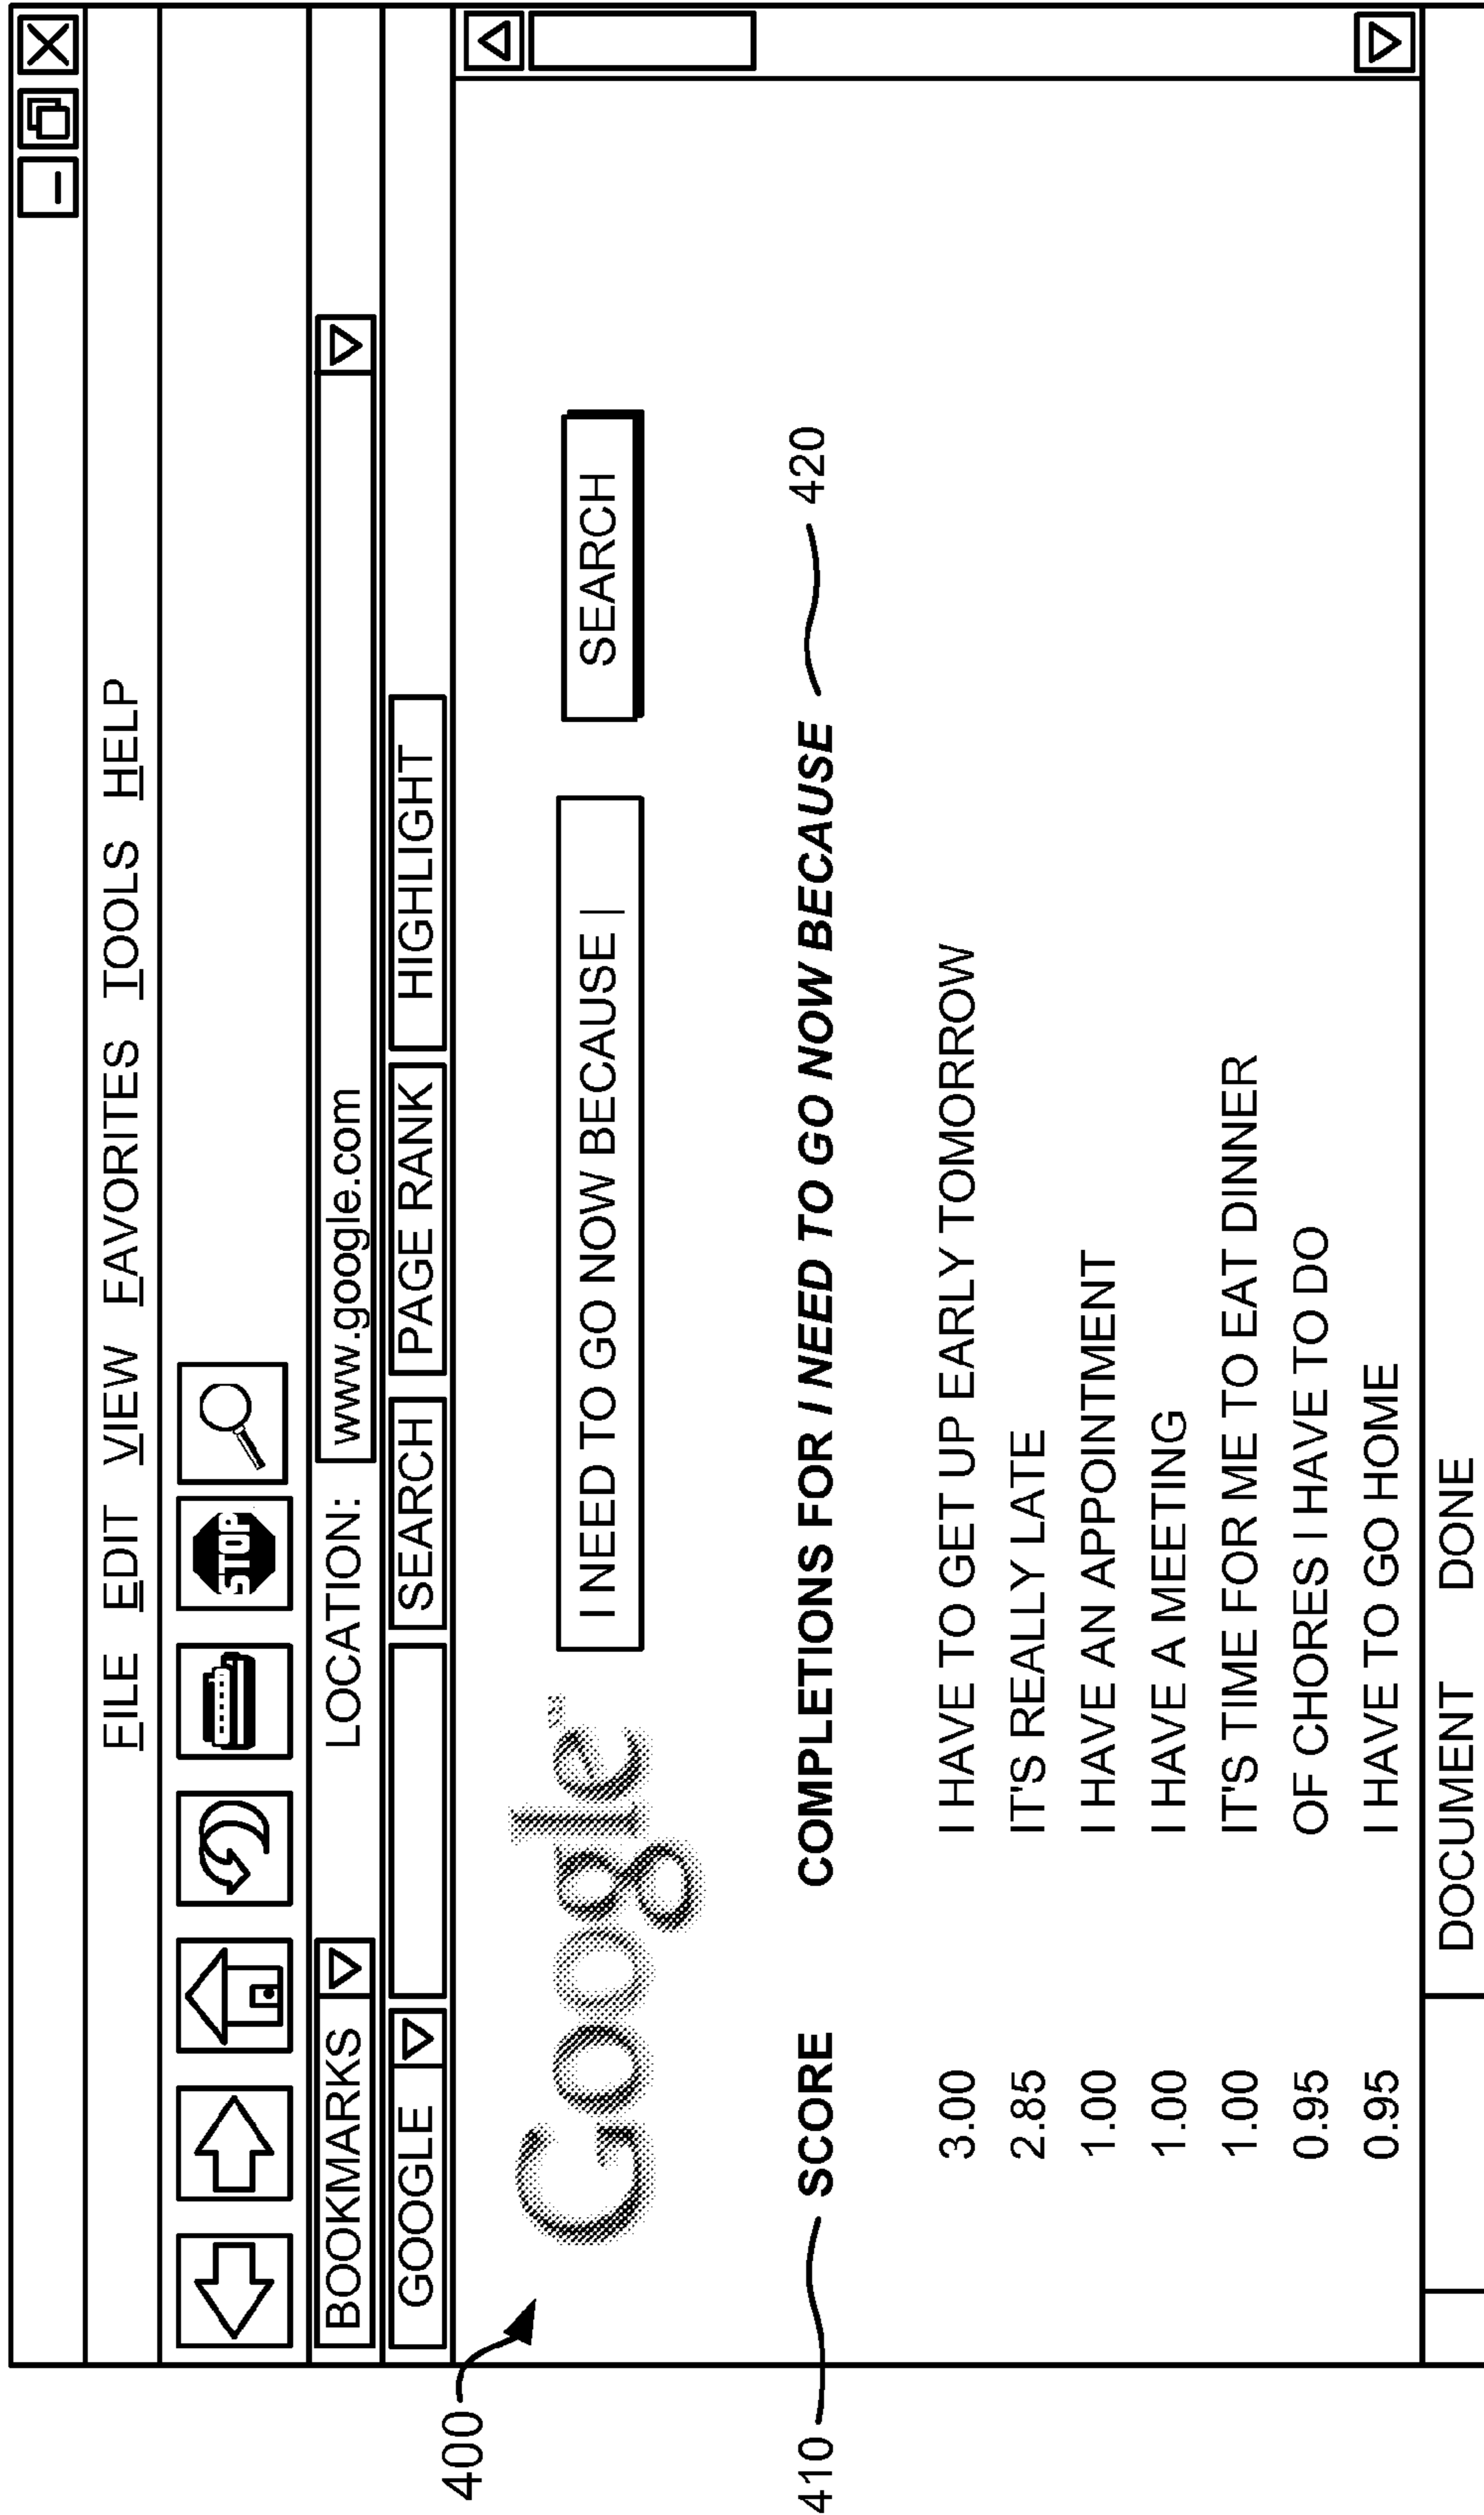 FILE EDIT VIEW FAVORITES TOOLS HELP
STOP
BOOKMARKS LOCATION: www.google.com
GOOGLE SEARCH PAGE RANK HIGHLIGHT
400
Google™ I NEED TO GO NOW BECAUSE | SEARCH
410 SCORE COMPLETIONS FOR I NEED TO GO NOW BECAUSE 420
3.00 I HAVE TO GET UP EARLY TOMORROW
2.85 IT'S REALLY LATE
1.00 I HAVE AN APPOINTMENT
1.00 I HAVE A MEETING
1.00 IT'S TIME FOR ME TO EAT DINNER
0.95 OF CHORES I HAVE TO DO
0.95 I HAVE TO GO HOME
DOCUMENT DONE